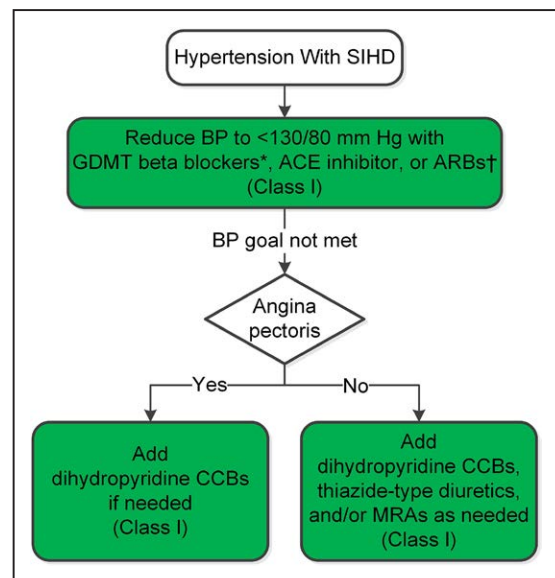 Hypertension With SIHD
Reduce BP to <130/80 mm Hg with
GDMT beta blockers*, ACE inhibitor, or ARBs†
(Class I)
BP goal not met
Angina
pectoris
Yes
No
Add
dihydropyridine CCBs
if needed
(Class I)
Add
dihydropyridine CCBs,
thiazide-type diuretics,
and/or MRAs as needed
(Class I)